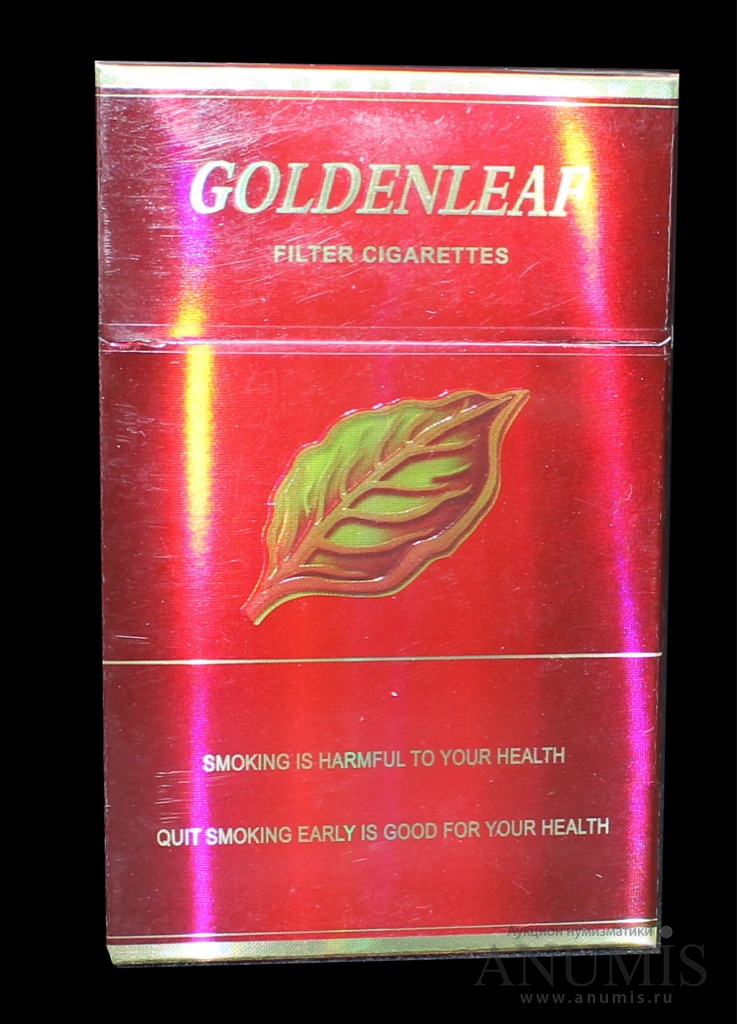 GOLDENLEAF
FILTER CIGARETTES
SMOKING IS HARMFUL TO YOUR HEALTH
QUIT SMOKING EARLY IS GOOD FOR YOUR HEALTH
Аукцион нумизматики
ANUMIS
www.anumis.ru